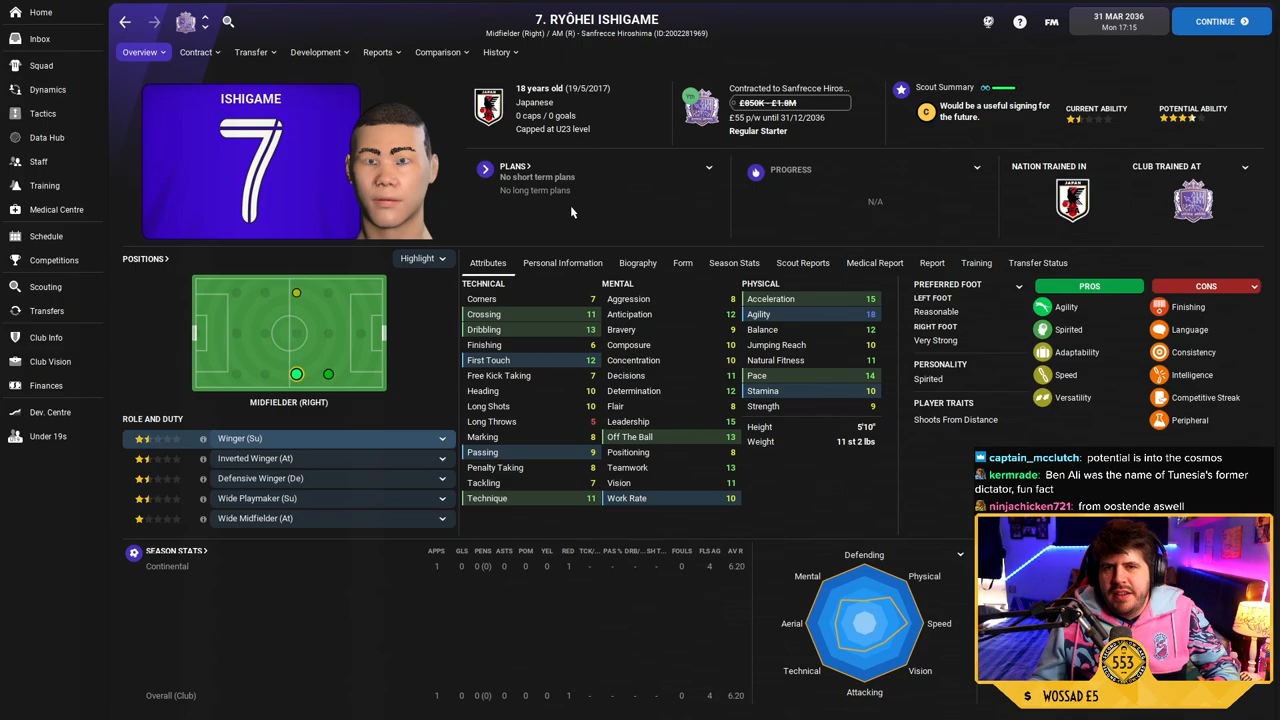 Home
Inbox
Squad
Dynamics
Tactics
Data Hub
Staff
Training
Medical Centre
Schedule
Competitions
Scouting
Transfers
Club Info
Club Vision
Finances
Dev. Centre
Under 19s
7. RYÔHEI ISHIGAME
Midfielder (Right) / AM (R) - Sanfrecce Hiroshima (ID:2002281969)
FM
31 MAR 2036
Mon 17:15
CONTINUE
Overview
Contract
Transfer
Development
Reports
Comparison
History
ISHIGAME
7
18 years old (19/5/2017)
Japanese
0 caps / 0 goals
Capped at U23 level
Ym
Contracted to Sanfrecce Hiros...
£850K - £1.8M
£55 p/w until 31/12/2036
Regular Starter
Scout Summary
C
Would be a useful signing for
the future.
CURRENT ABILITY
POTENTIAL ABILITY
PLANS
No short term plans
No long term plans
PROGRESS
N/A
NATION TRAINED IN
CLUB TRAINED AT
POSITIONS
Highlight
MIDFIELDER (RIGHT)
ROLE AND DUTY
Winger (Su)
Inverted Winger (At)
Defensive Winger (De)
Wide Playmaker (Su)
Wide Midfielder (At)
Attributes
Personal Information
Biography
Form
Season Stats
Scout Reports
Medical Report
Report
Training
Transfer Status
TECHNICAL
Corners 7
Crossing 11
Dribbling 13
Finishing 6
First Touch 12
Free Kick Taking 7
Heading 10
Long Shots 10
Long Throws 5
Marking 8
Passing 9
Penalty Taking 8
Tackling 7
Technique 11
MENTAL
Aggression 8
Anticipation 12
Bravery 9
Composure 10
Concentration 10
Decisions 11
Determination 12
Flair 8
Leadership 15
Off The Ball 13
Positioning 8
Teamwork 13
Vision 11
Work Rate 10
PHYSICAL
Acceleration 15
Agility 18
Balance 12
Jumping Reach 10
Natural Fitness 11
Pace 14
Stamina 10
Strength 9
Height 5'10"
Weight 11 st 2 lbs
PREFERRED FOOT
LEFT FOOT
Reasonable
RIGHT FOOT
Very Strong
PERSONALITY
Spirited
PLAYER TRAITS
Shoots From Distance
PROS
Agility
Spirited
Adaptability
Speed
Versatility
CONS
Finishing
Language
Consistency
Intelligence
Competitive Streak
Peripheral
captain_mcclutch: potential is into the cosmos
kermrade: Ben Ali was the name of Tunesia's former
dictator, fun fact
ninjachicken721: from oostende aswell
SEASON STATS
APPS GLS PENS ASTS POM YEL RED TCK/... PAS % DRB/... SH T... FOULS FLS AG AV R
Continental 1 0 0 (0) 0 0 0 1 - - - - 0 4 6.20
Overall (Club) 1 0 0 (0) 0 0 0 1 - - - - 0 4 6.20
Defending
Mental
Physical
Aerial
Speed
Technical
Vision
Attacking
553
$ WOSSAD £5